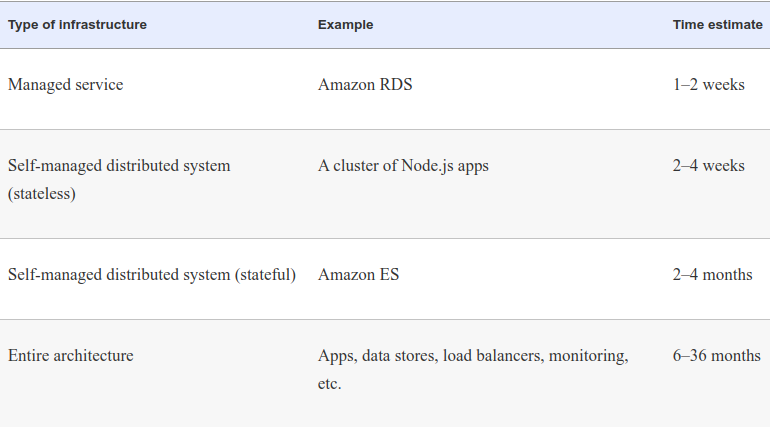 Type of infrastructure Example Time estimate
Managed service Amazon RDS 1–2 weeks
Self-managed distributed system A cluster of Node.js apps 2–4 weeks
(stateless)
Self-managed distributed system (stateful) Amazon ES 2–4 months
Entire architecture Apps, data stores, load balancers, monitoring, 6–36 months
etc.